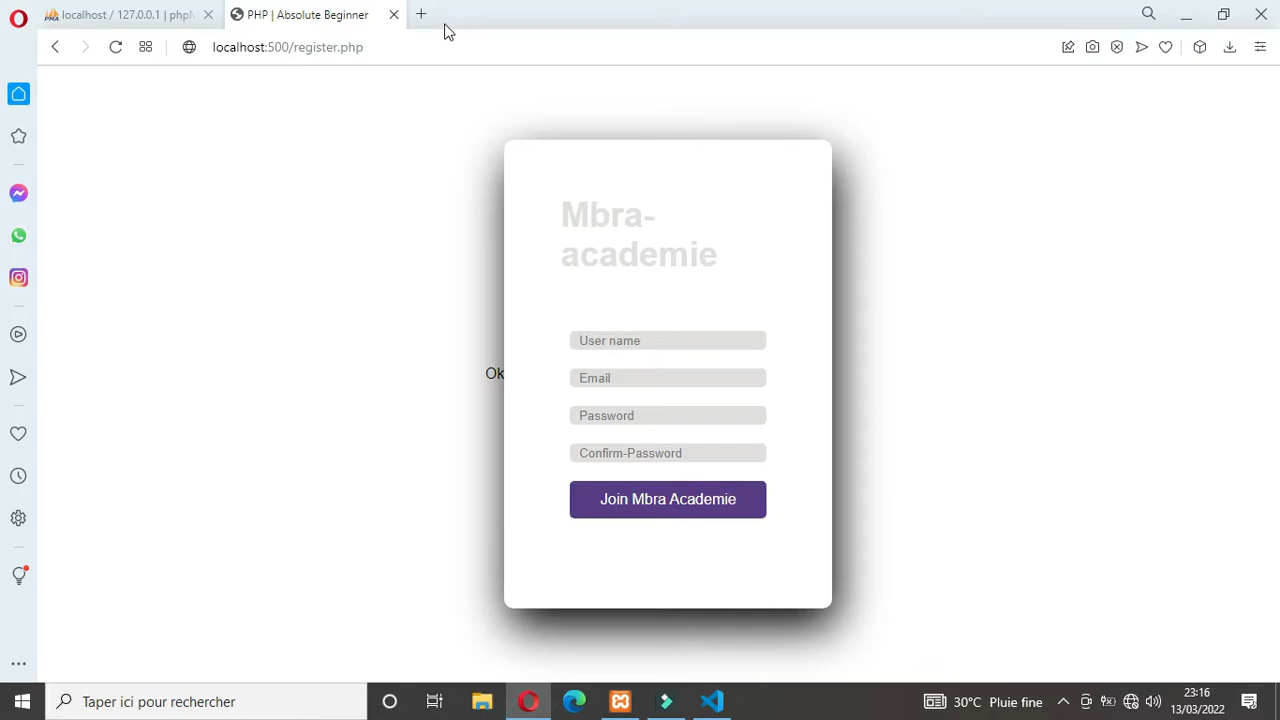 localhost / 127.0.0.1 | phpM
PHP | Absolute Beginner
localhost:500/register.php
Mbra-
academie
User name
Ok
Email
Password
Confirm-Password
Join Mbra Academie
Taper ici pour rechercher
30°C Pluie fine
23:16
13/03/2022